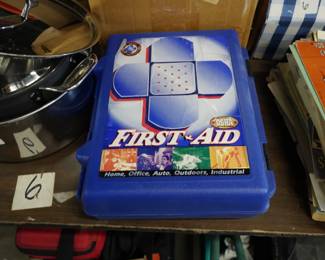 FIRST AID
Home, Office, Auto, Outdoors, Industrial
6